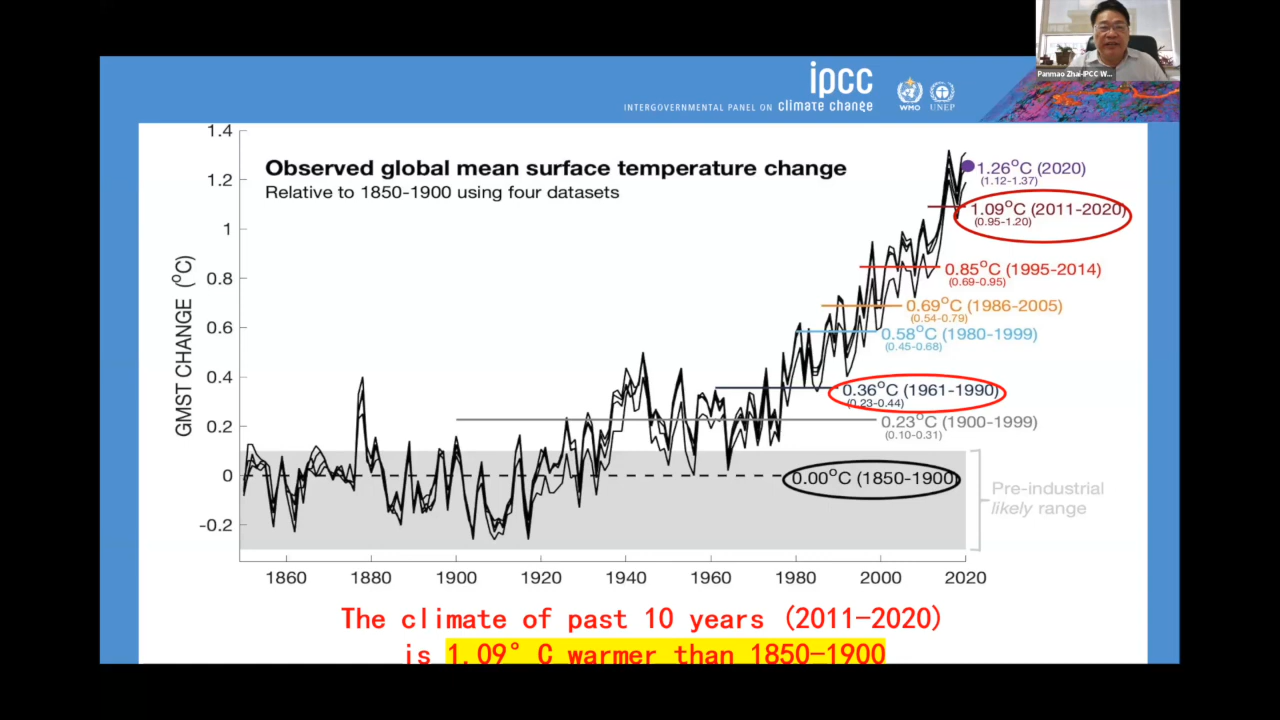 Panmao Zhai-IPCC W...
ipcc
INTERGOVERNMENTAL PANEL ON climate change
WMO
UNEP
Observed global mean surface temperature change
Relative to 1850-1900 using four datasets
GMST CHANGE (°C)
1.4
1.2
1
0.8
0.6
0.4
0.2
0
-0.2
1.26°C (2020)
(1.12-1.37)
1.09°C (2011-2020)
(0.95-1.20)
0.85°C (1995-2014)
(0.69-0.95)
0.69°C (1986-2005)
(0.54-0.79)
0.58°C (1980-1999)
(0.45-0.68)
0.36°C (1961-1990)
(0.23-0.44)
0.23°C (1900-1999)
(0.10-0.31)
0.00°C (1850-1900)
Pre-industrial
likely range
1860 1880 1900 1920 1940 1960 1980 2000 2020
The climate of past 10 years (2011-2020)
is 1.09°C warmer than 1850-1900